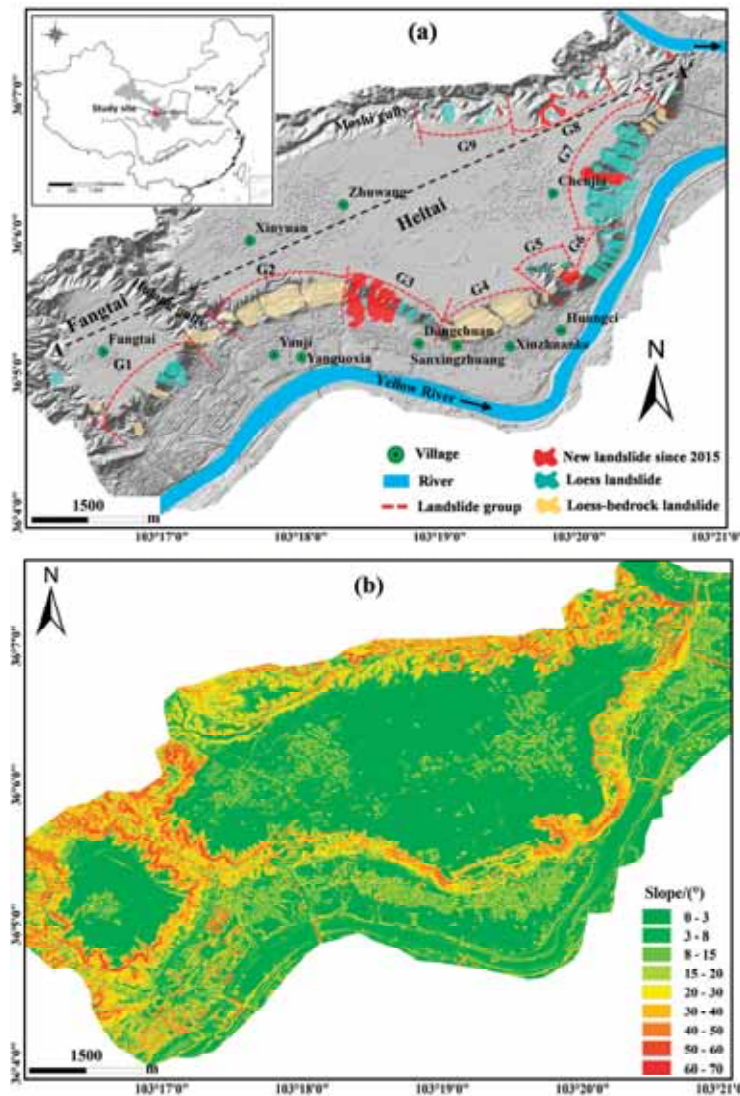 (a)
Study site
Moshi gully
A'
G9
G8
G7
Chenjia
Zhuwang
Xinyuan
Heitai
G5
G6
G2
G3
G4
Fangtai
gully
A
Fangtai
G1
Huangci
Dangchuan
Yanji
Sanxingzhuang
Yanguoxia
Yellow River
N
Village
New landslide since 2015
River
Loess landslide
Landslide group
Loess-bedrock landslide
1500
m
36°7'0"
36°6'0"
36°5'0"
36°4'0"
103°17'0"
103°18'0"
103°19'0"
103°20'0"
103°21'0"
N
(b)
Slope/(°)
0 - 3
3 - 8
8 - 15
15 - 20
20 - 30
30 - 40
40 - 50
50 - 60
60 - 70
1500
m
36°7'0"
36°6'0"
36°5'0"
36°4'0"
103°17'0"
103°18'0"
103°19'0"
103°20'0"
103°21'0"